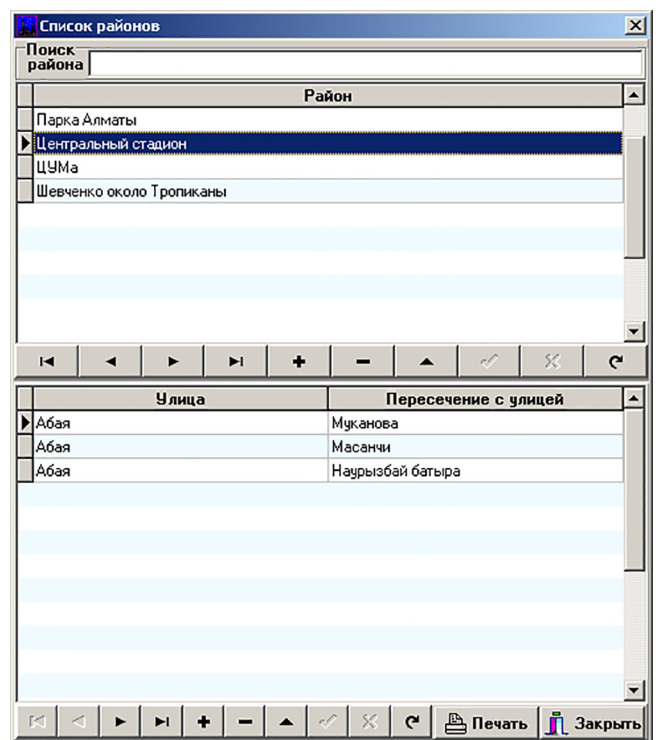 Список районов
Поиск
района
Район
Парка Алматы
Центральный стадион
ЦУМа
Шевченко около Тропиканы
Улица Пересечение с улицей
Абая Муканова
Абая Масанчи
Абая Наурызбай батыра
Печать Закрыть